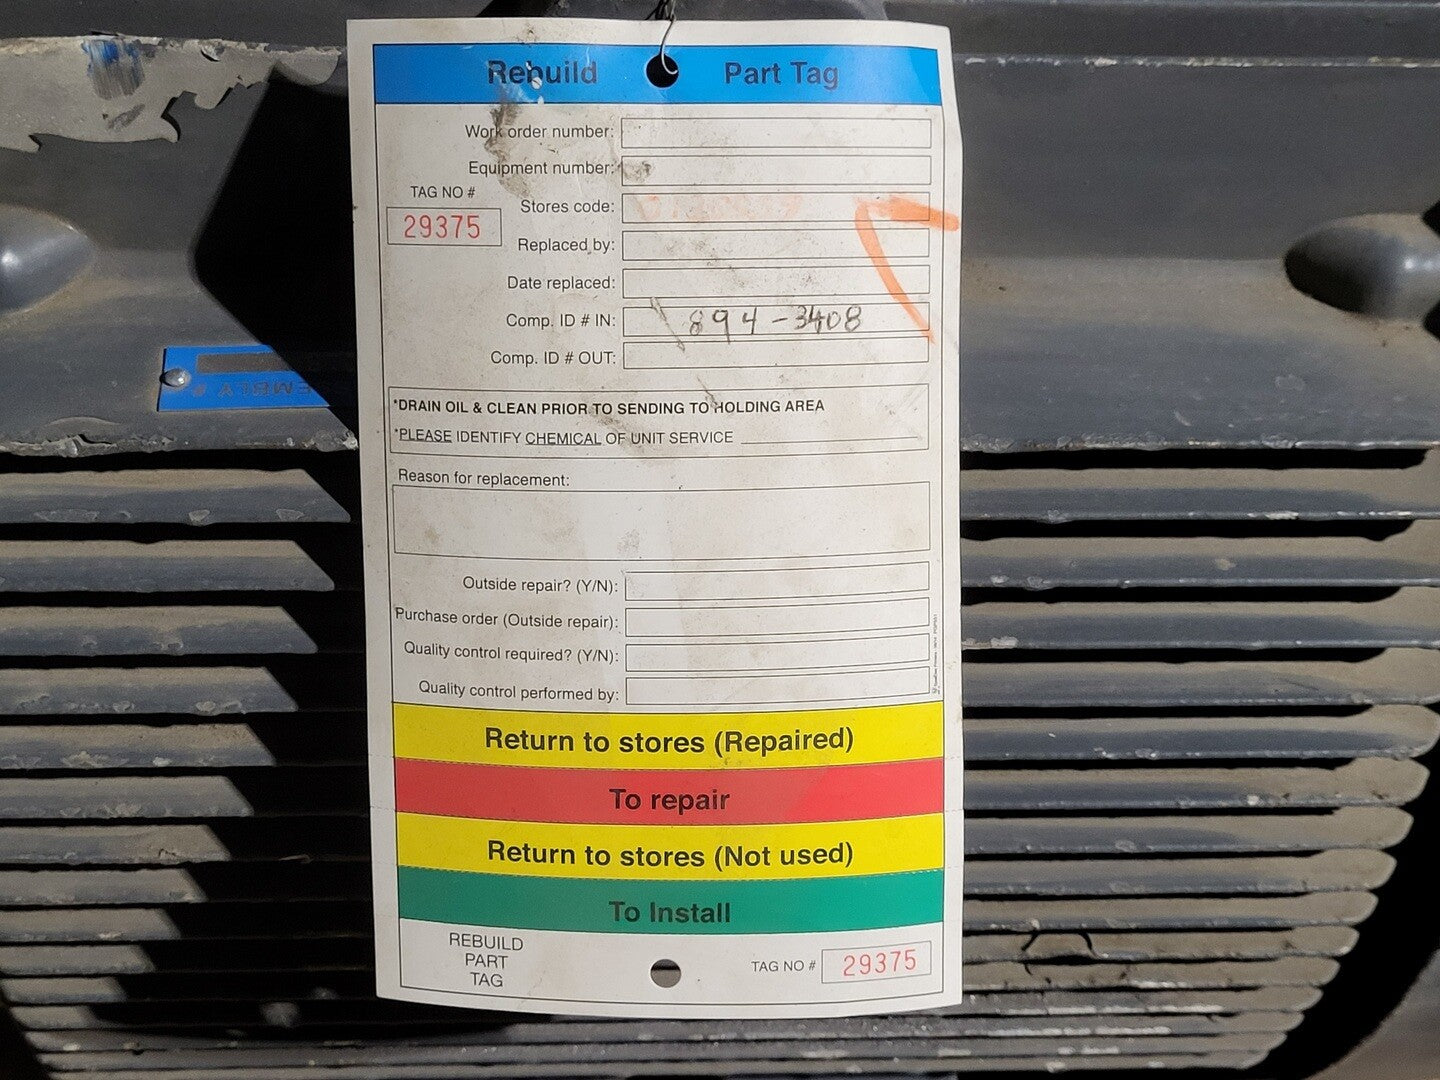 Rebuild Part Tag
Work order number:
Equipment number:
TAG NO #
29375
Stores code:
Replaced by:
Date replaced:
Comp. ID # IN: 894-3408
Comp. ID # OUT:
*DRAIN OIL & CLEAN PRIOR TO SENDING TO HOLDING AREA
*PLEASE IDENTIFY CHEMICAL OF UNIT SERVICE
Reason for replacement:
Outside repair? (Y/N):
Purchase order (Outside repair):
Quality control required? (Y/N):
Quality control performed by:
Return to stores (Repaired)
To repair
Return to stores (Not used)
To Install
REBUILD
PART
TAG
TAG NO # 29375